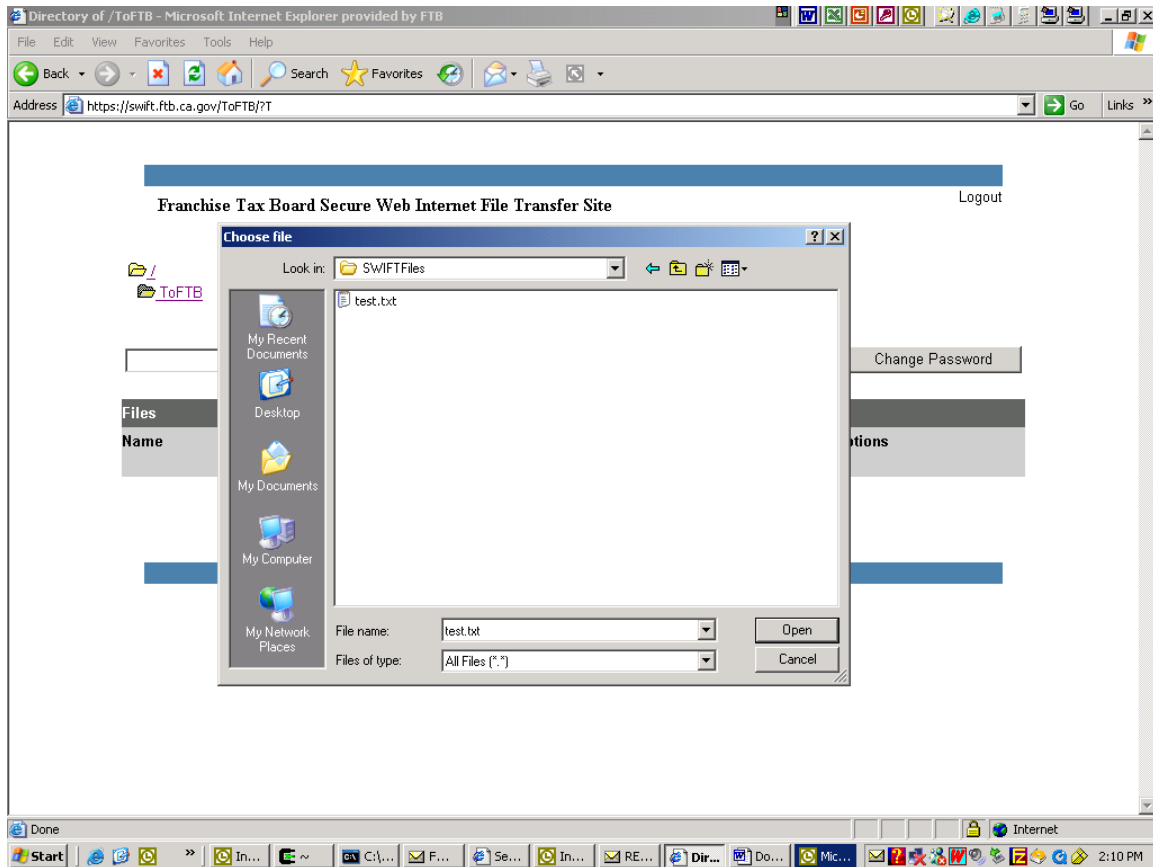 Directory of /ToFTB - Microsoft Internet Explorer provided by FTB
File Edit View Favorites Tools Help
Back Search Favorites
Address https://swift.ftb.ca.gov/ToFTB/?T Go Links »
Logout
Franchise Tax Board Secure Web Internet File Transfer Site
Choose file
Look in: SWIFTFiles
/
ToFTB
test.txt
My Recent
Documents
Change Password
Desktop
Files
Name
ptions
My Documents
My Computer
My Network
Places
File name: test.txt Open
Files of type: All Files (*.*) Cancel
Done Internet
Start » In... ~ C:\... F... Se... In... RE... Dir... Do... Mic... 2:10 PM